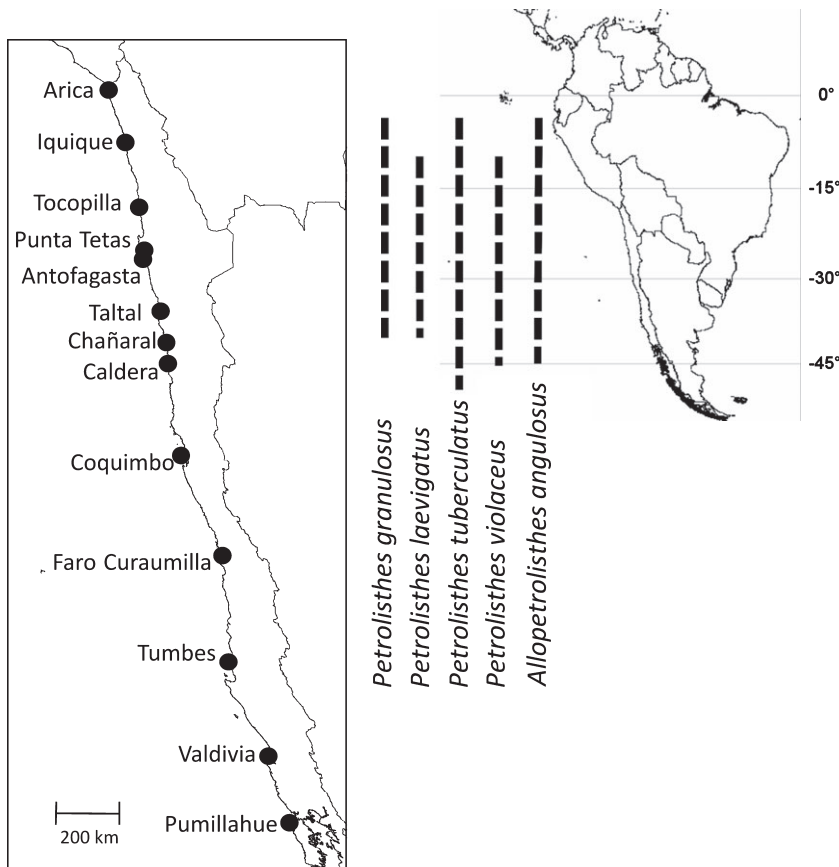 Arica
Iquique
Tocopilla
Punta Tetas
Antofagasta
Taltal
Chañaral
Caldera
Coquimbo
Faro Curaumilla
Tumbes
Valdivia
Pumillahue
200 km
0°
-15°
-30°
-45°
Petrolisthes granulosus
Petrolisthes laevigatus
Petrolisthes tuberculatus
Petrolisthes violaceus
Allopetrolisthes angulosus